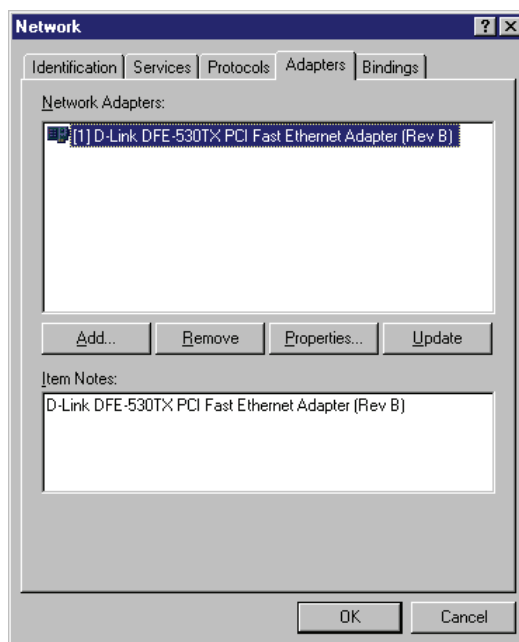 Network
Identification Services Protocols Adapters Bindings
Network Adapters:
[1] D-Link DFE-530TX PCI Fast Ethernet Adapter (Rev B)
Add... Remove Properties... Update
Item Notes:
D-Link DFE-530TX PCI Fast Ethernet Adapter (Rev B)
OK Cancel